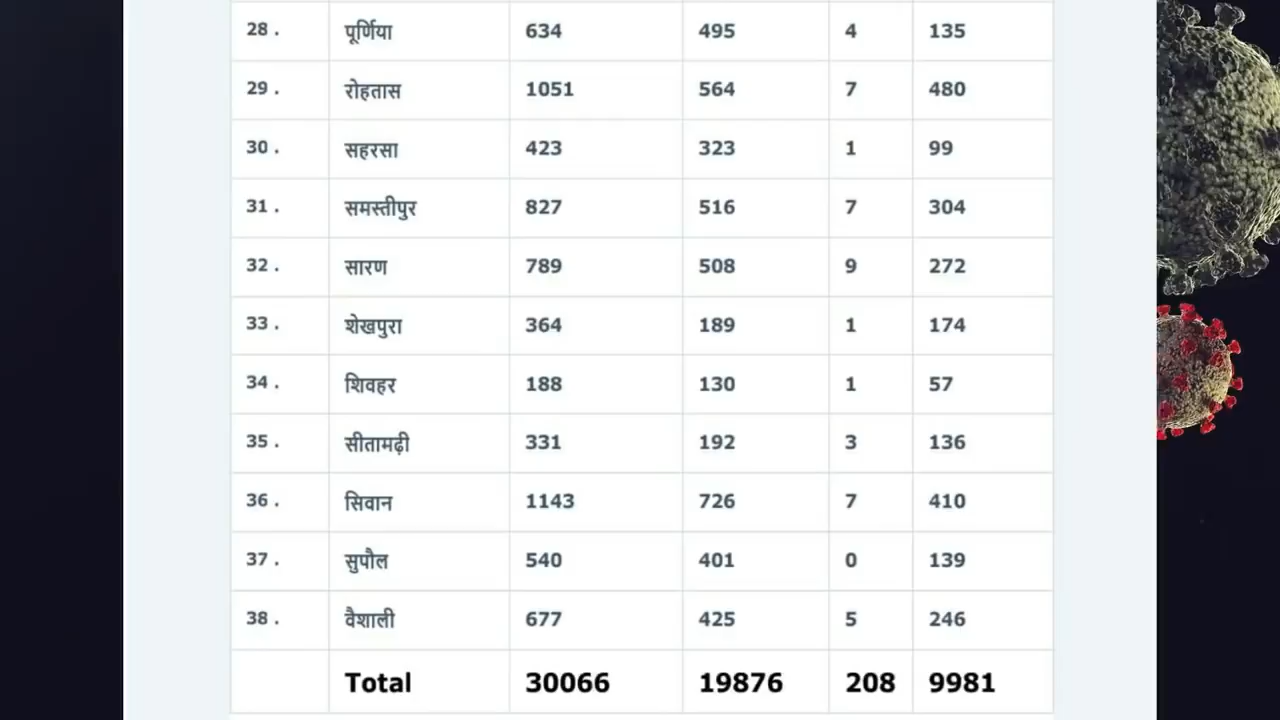 28 . पूर्णिया 634 495 4 135
29 . रोहतास 1051 564 7 480
30 . सहरसा 423 323 1 99
31 . समस्तीपुर 827 516 7 304
32 . सारण 789 508 9 272
33 . शेखपुरा 364 189 1 174
34 . शिवहर 188 130 1 57
35 . सीतामढ़ी 331 192 3 136
36 . सिवान 1143 726 7 410
37 . सुपौल 540 401 0 139
38 . वैशाली 677 425 5 246
Total 30066 19876 208 9981